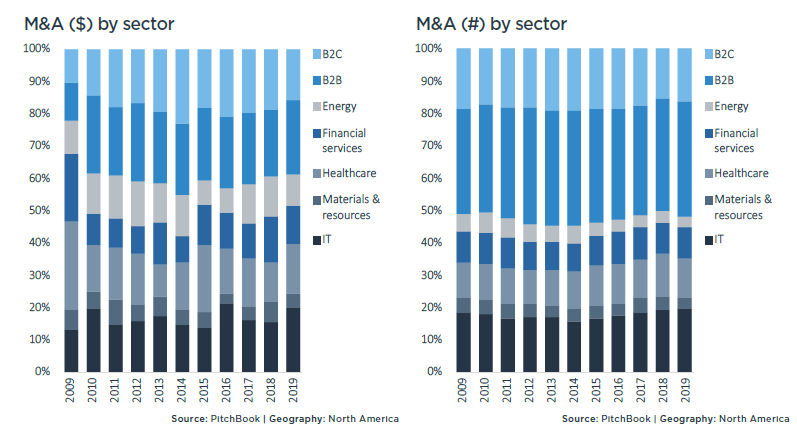 M&A ($) by sector
100%
90%
80%
70%
60%
50%
40%
30%
20%
10%
0%
2009
2010
2011
2012
2013
2014
2015
2016
2017
2018
2019
B2C
B2B
Energy
Financial
services
Healthcare
Materials &
resources
IT
Source: PitchBook | Geography: North America
M&A (#) by sector
100%
90%
80%
70%
60%
50%
40%
30%
20%
10%
0%
2009
2010
2011
2012
2013
2014
2015
2016
2017
2018
2019
B2C
B2B
Energy
Financial
services
Healthcare
Materials &
resources
IT
Source: PitchBook | Geography: North America